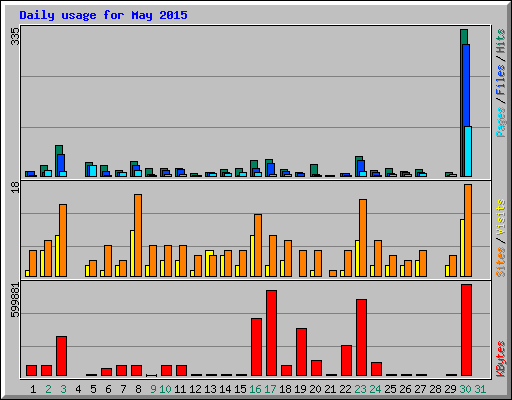 Daily usage for May 2015
335
Pages / Files / Hits
18
Sites / Visits
599881
KBytes
1 2 3 4 5 6 7 8 9 10 11 12 13 14 15 16 17 18 19 20 21 22 23 24 25 26 27 28 29 30 31